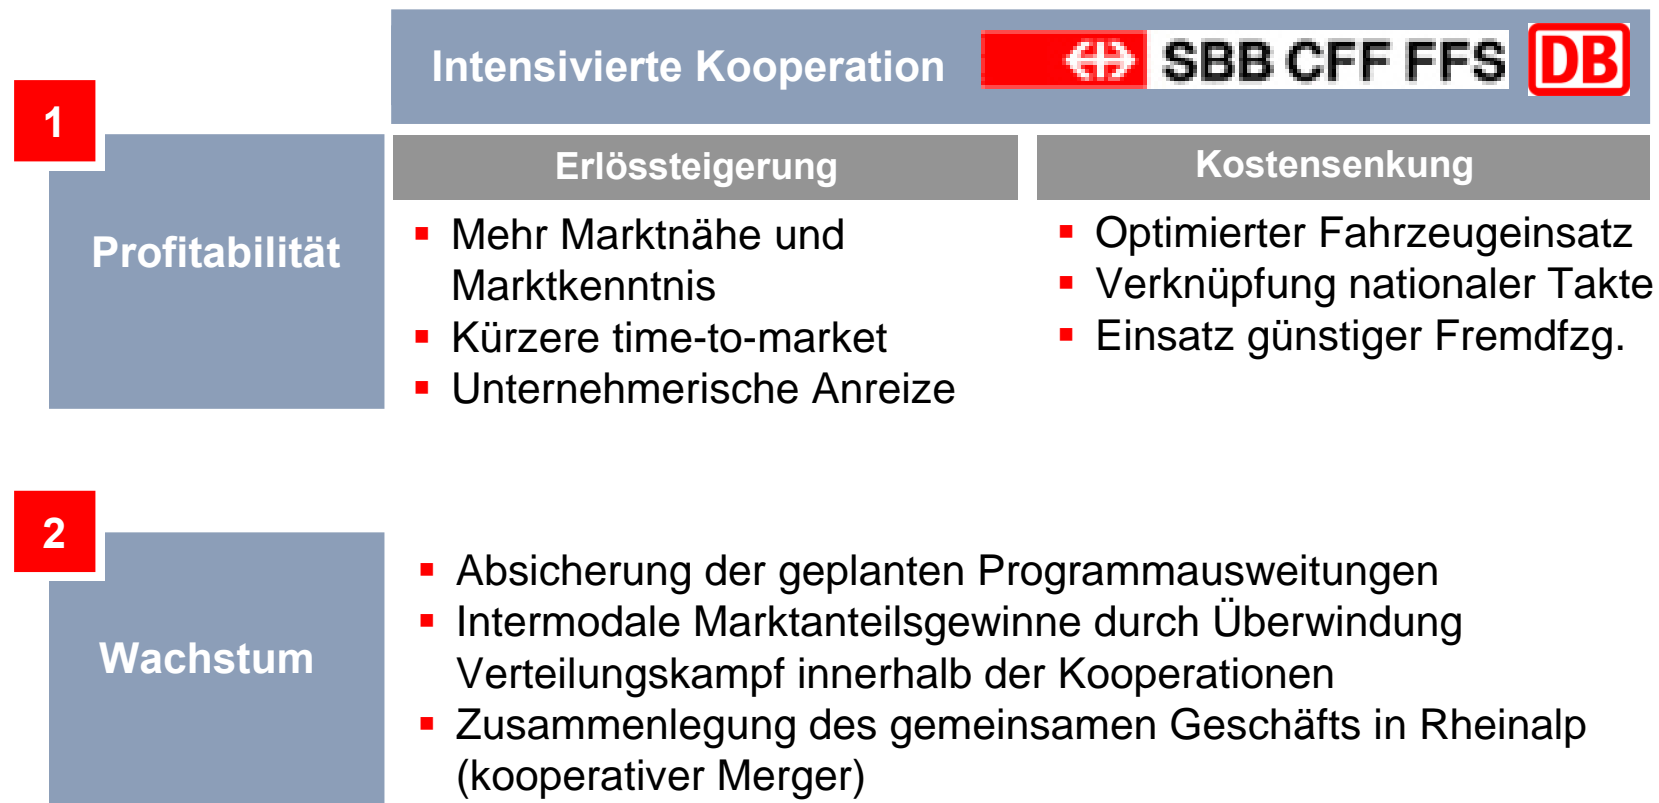 Intensivierte Kooperation
SBB CFF FFS
DB
1
Profitabilität
Erlössteigerung
Mehr Marktnähe und
Marktkenntnis
Kürzere time-to-market
Unternehmerische Anreize
Kostensenkung
Optimierter Fahrzeugeinsatz
Verknüpfung nationaler Takte
Einsatz günstiger Fremdfzg.
2
Wachstum
Absicherung der geplanten Programmausweitungen
Intermodale Marktanteilsgewinne durch Überwindung
Verteilungskampf innerhalb der Kooperationen
Zusammenlegung des gemeinsamen Geschäfts in Rheinalp
(kooperativer Merger)